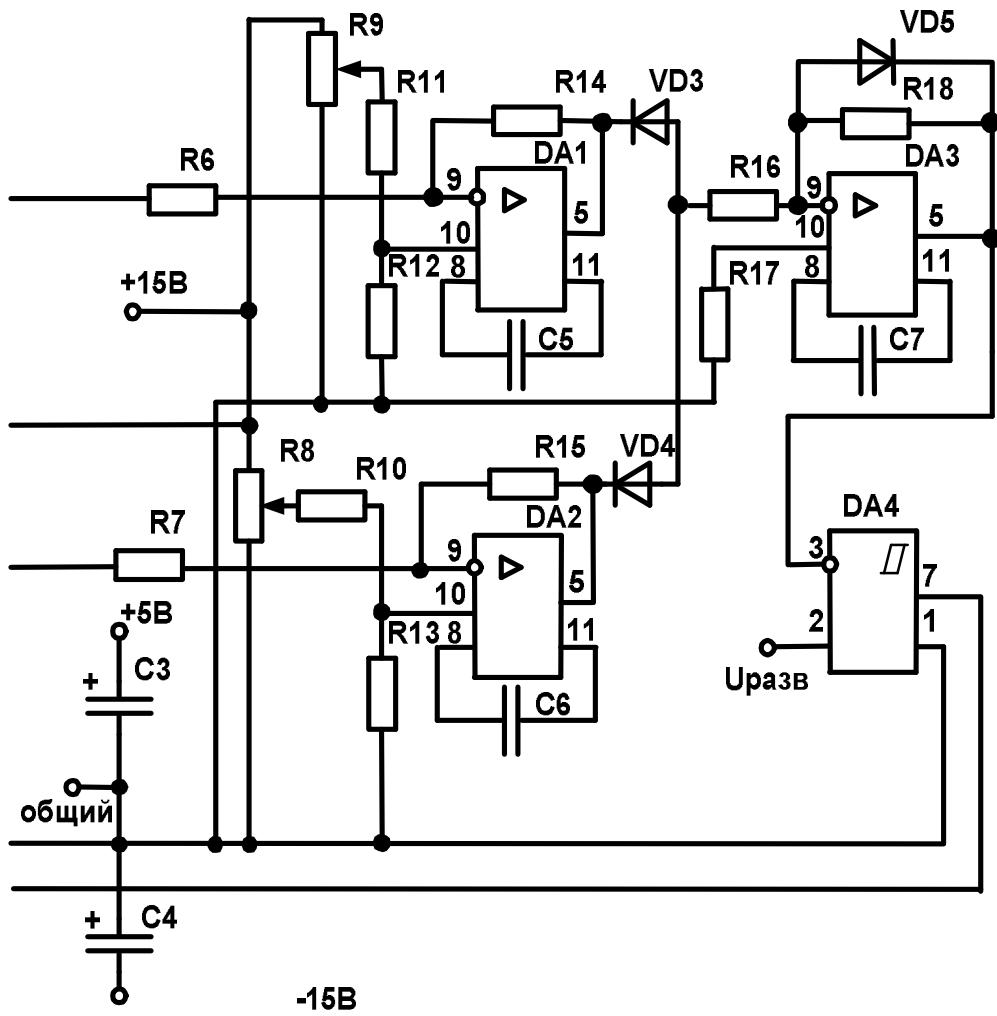 R9
VD5
R11
R14
VD3
R18
R6
DA1
R16
DA3
9
9
10
5
10
5
R12
8
11
R17
8
11
+15В
C5
C7
R8
R10
R15
VD4
R7
DA2
DA4
9
10
5
3
7
+5В
R13
8
11
2
1
C3
+
C6
Uразв
общий
+
C4
-15В